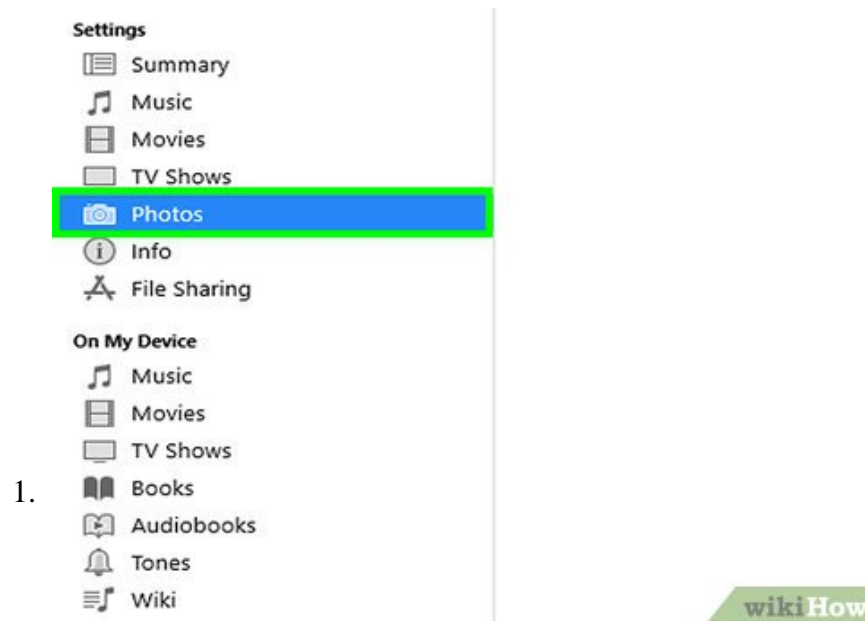 Settings
Summary
Music
Movies
TV Shows
Photos
Info
File Sharing
On My Device
Music
Movies
TV Shows
1.
Books
Audiobooks
Tones
Wiki
wikiHow